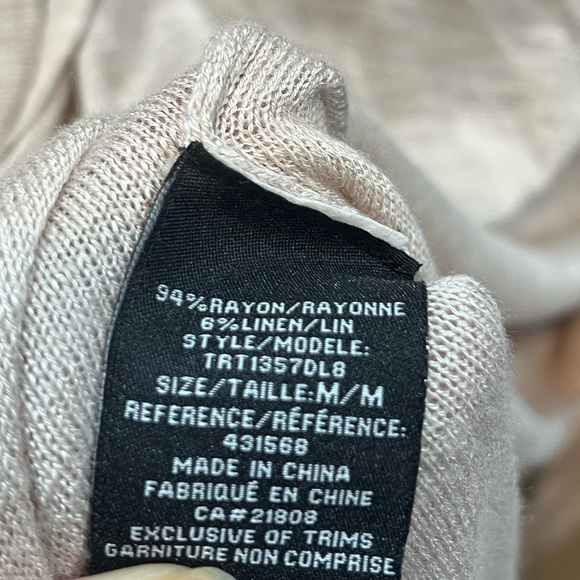 94%RAYON/RAYONNE
6%LINEN/LIN
STYLE/MODELE:
TRT1357DL8
SIZE/TAILLE:M/M
REFERENCE/RÉFÉRENCE:
431568
MADE IN CHINA
FABRIQUÉ EN CHINE
CA#21808
EXCLUSIVE OF TRIMS
GARNITURE NON COMPRISE